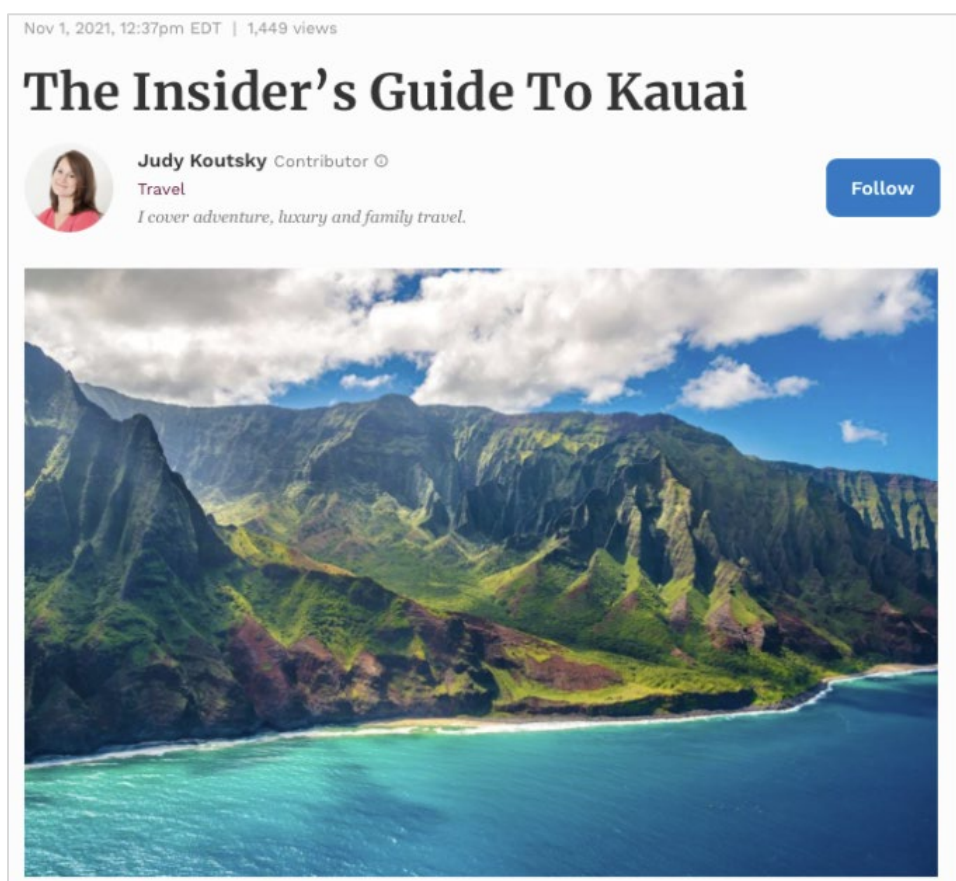 Nov 1, 2021, 12:37pm EDT | 1,449 views
The Insider’s Guide To Kauai
Judy Koutsky Contributor ⓘ
Travel
Follow
I cover adventure, luxury and family travel.